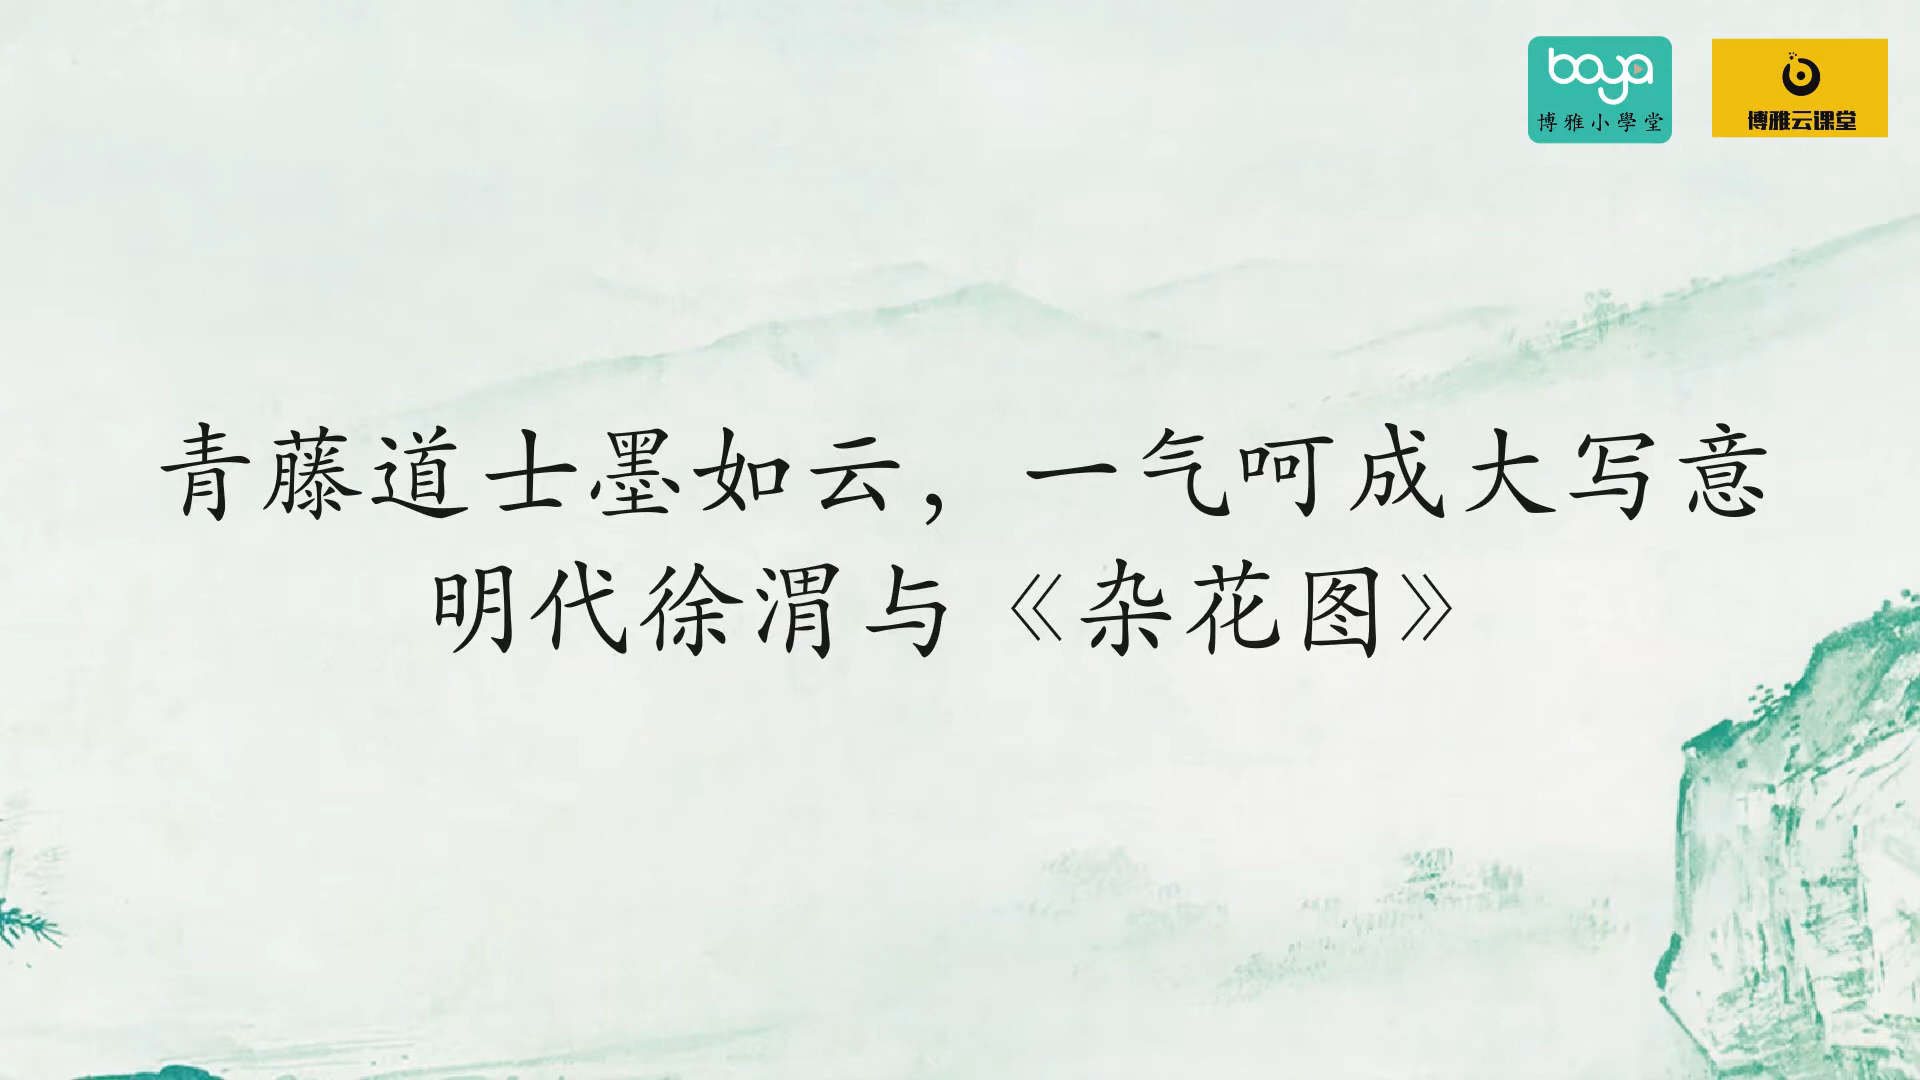 boya
博雅小學堂
博雅云课堂
青藤道士墨如云，一气呵成大写意
明代徐渭与《杂花图》